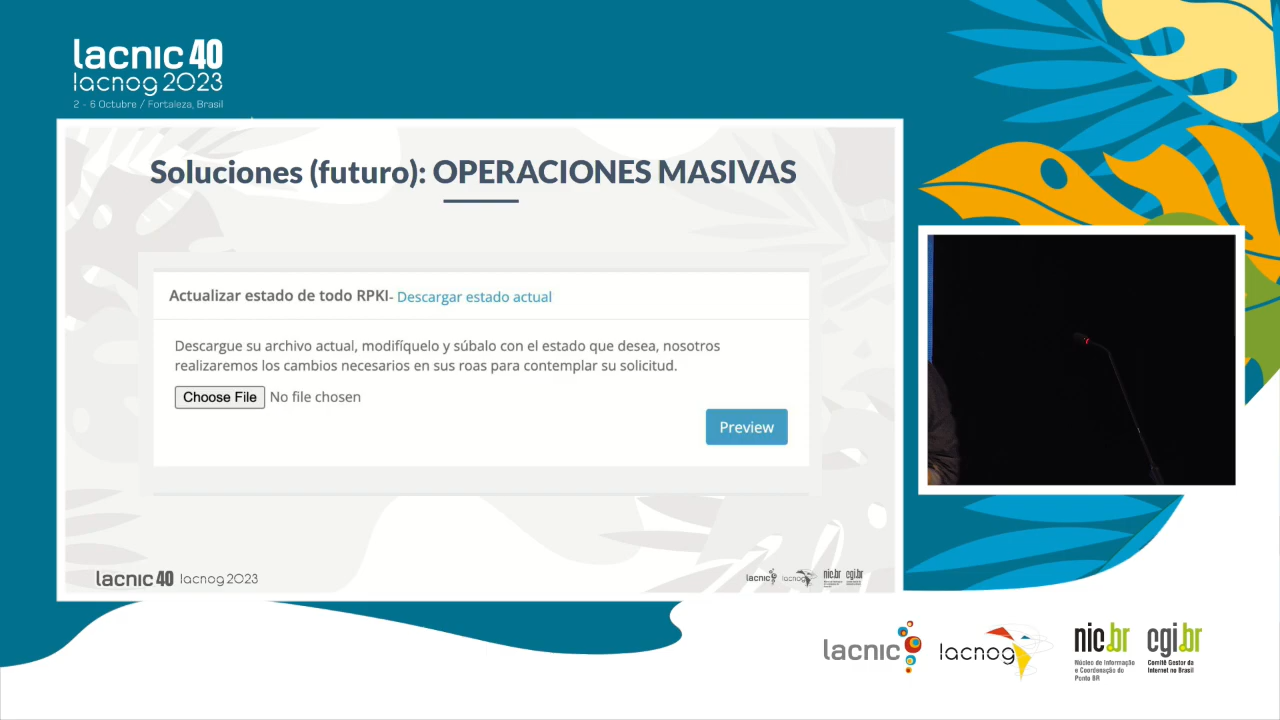 lacnic 40
lacnog 2023
2 - 6 Octubre / Fortaleza, Brasil
Soluciones (futuro): OPERACIONES MASIVAS
Actualizar estado de todo RPKI- Descargar estado actual
Descargue su archivo actual, modifíquelo y súbalo con el estado que desea, nosotros
realizaremos los cambios necesarios en sus roas para contemplar su solicitud.
Choose File No file chosen
Preview
lacnic 40 lacnog 2023
lacnic lacnog nic.br cgi.br
lacnic lacnog nic.br cgi.br
Núcleo de Informação
e Coordenação do
Ponto BR
Comitê Gestor da
Internet no Brasil